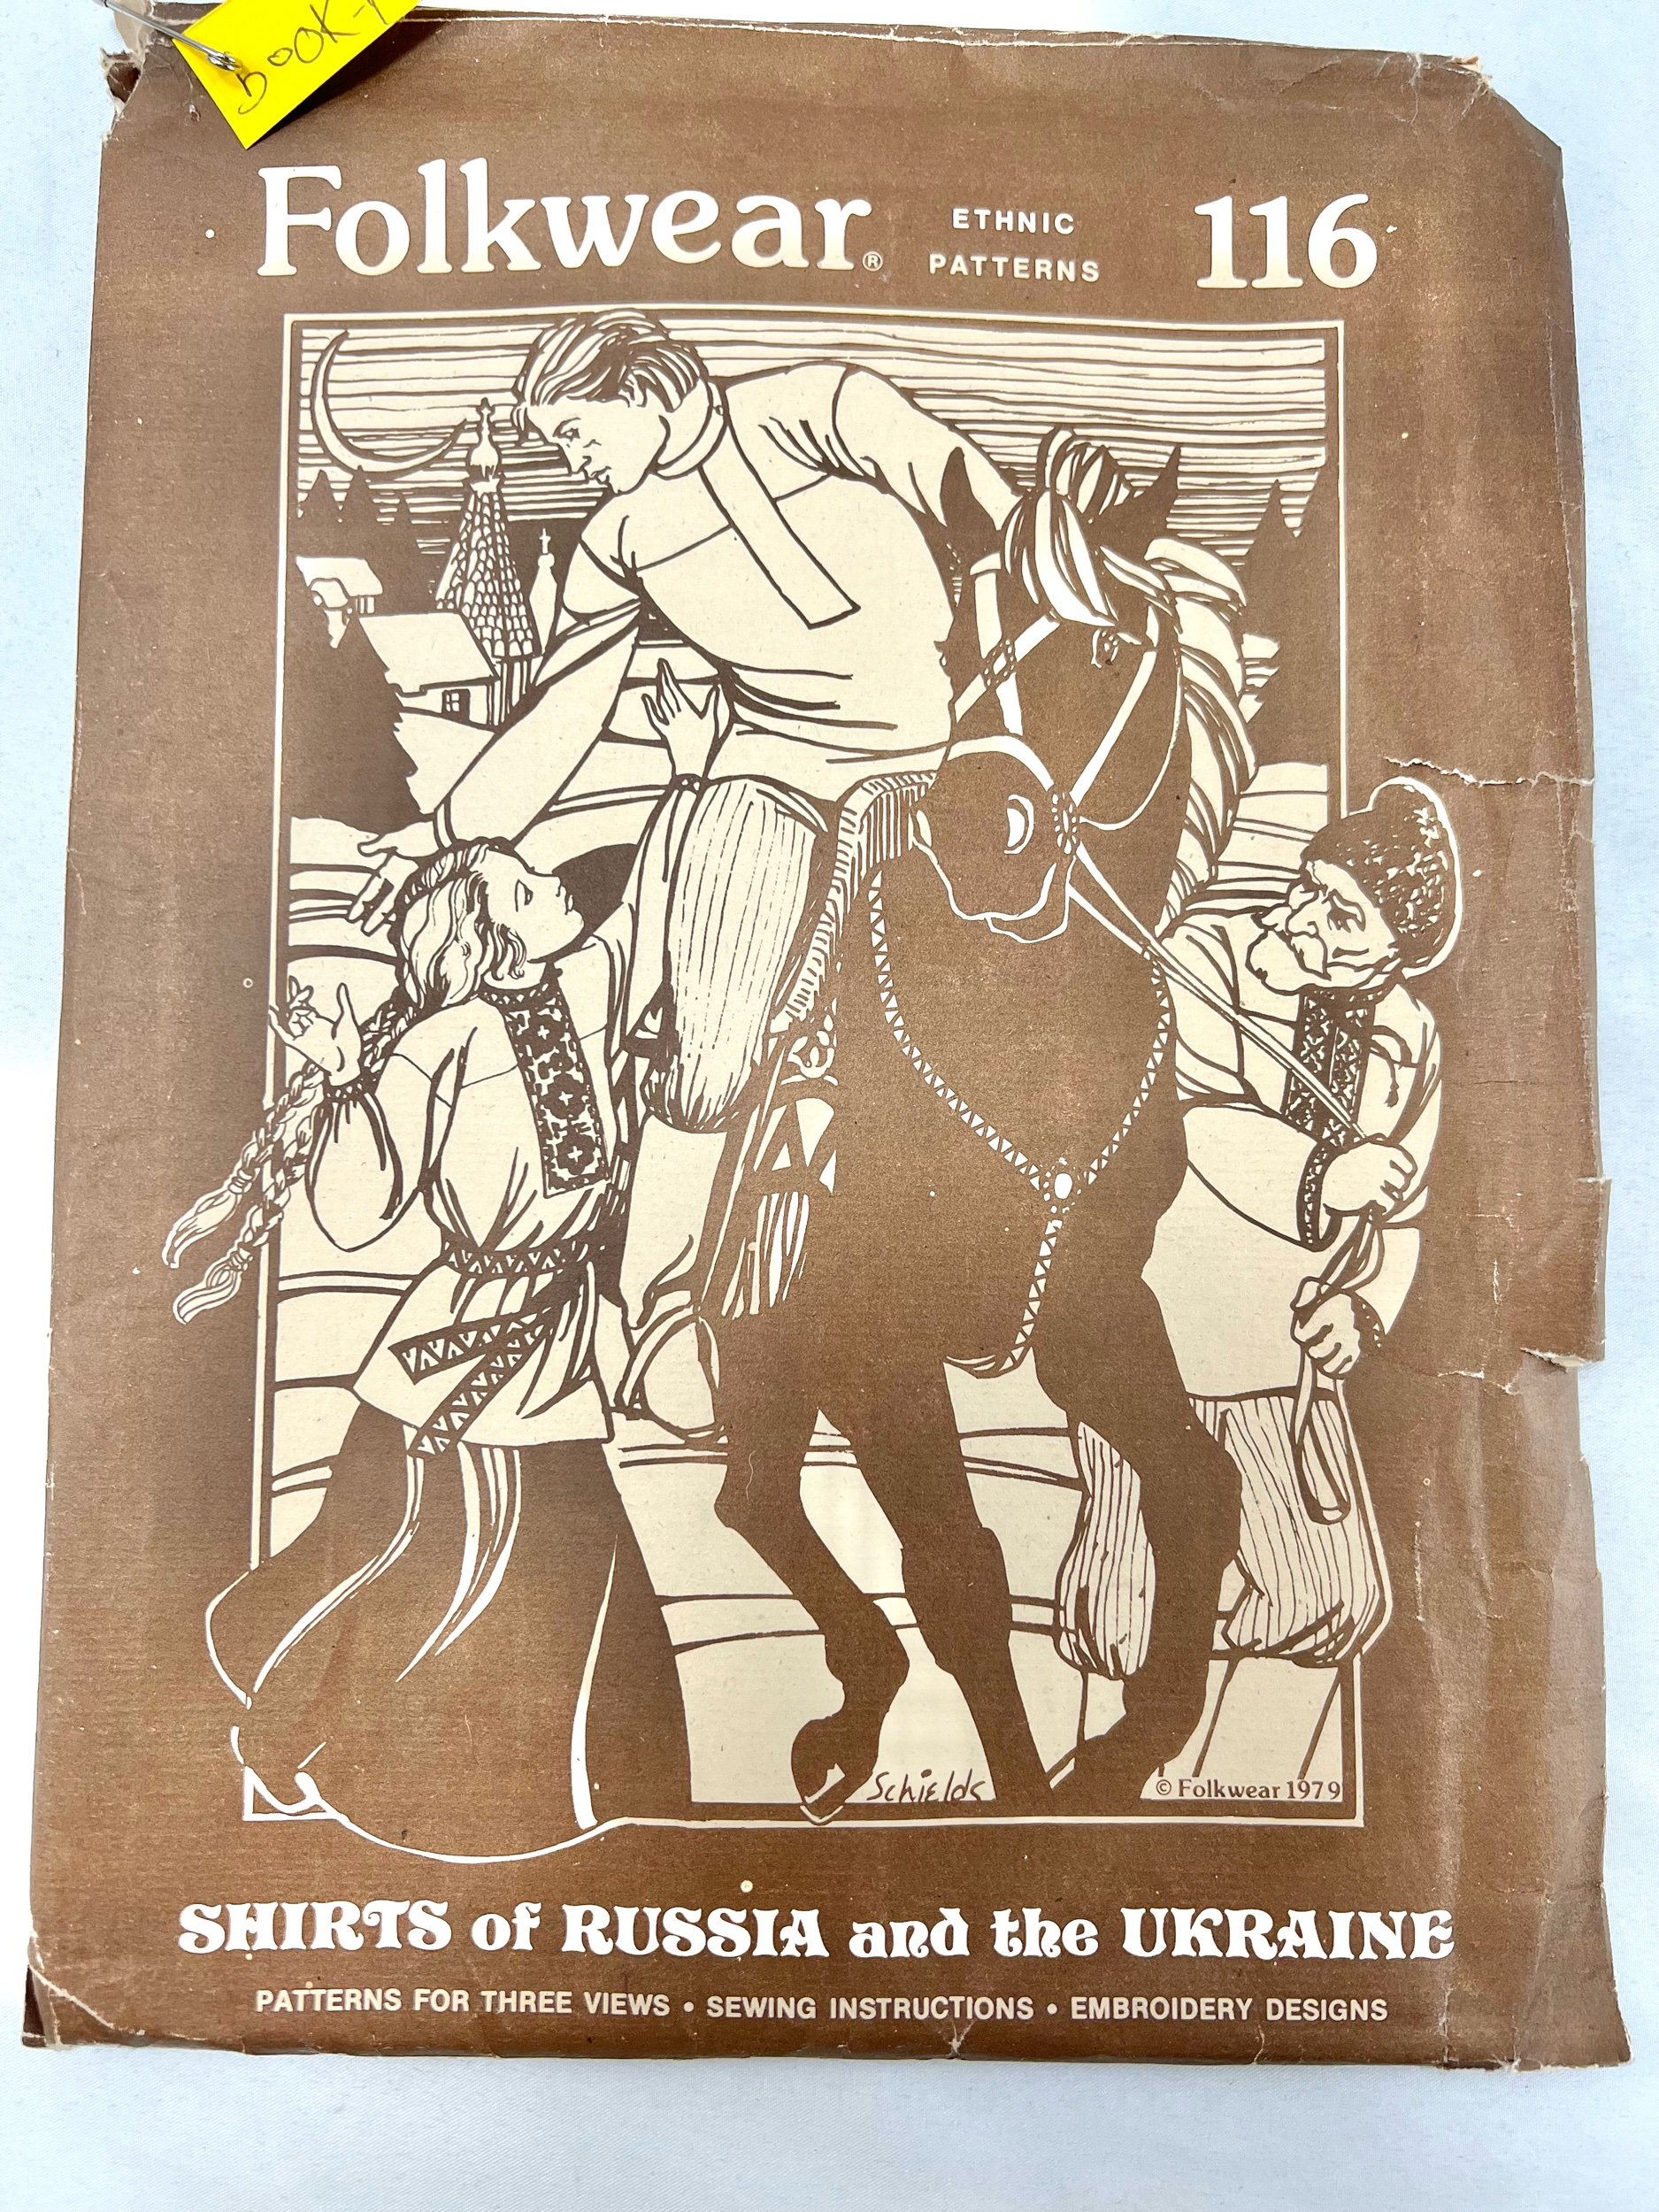 BOOK-
Folkwear®
ETHNIC
PATTERNS
116
Schields
© Folkwear 1979
SHIRTS of RUSSIA and the UKRAINE
PATTERNS FOR THREE VIEWS • SEWING INSTRUCTIONS • EMBROIDERY DESIGNS